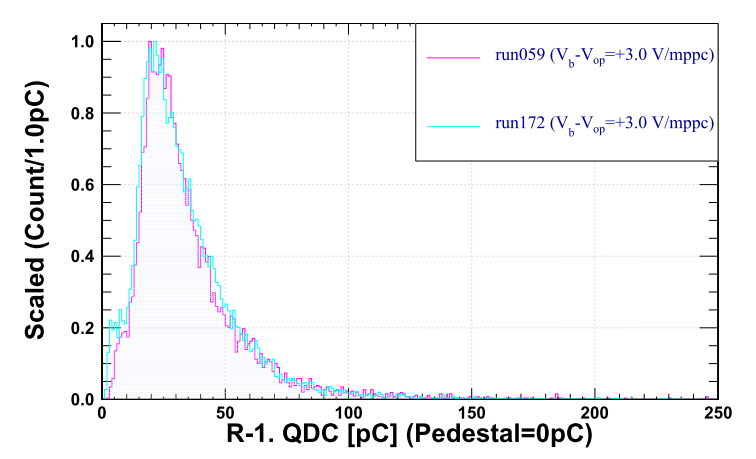 run059 (Vb-Vop=+3.0 V/mppc)
run172 (Vb-Vop=+3.0 V/mppc)
Scaled (Count/1.0pC)
1.0
0.8
0.6
0.4
0.2
0.0
0 50 100 150 200 250
R-1. QDC [pC] (Pedestal=0pC)